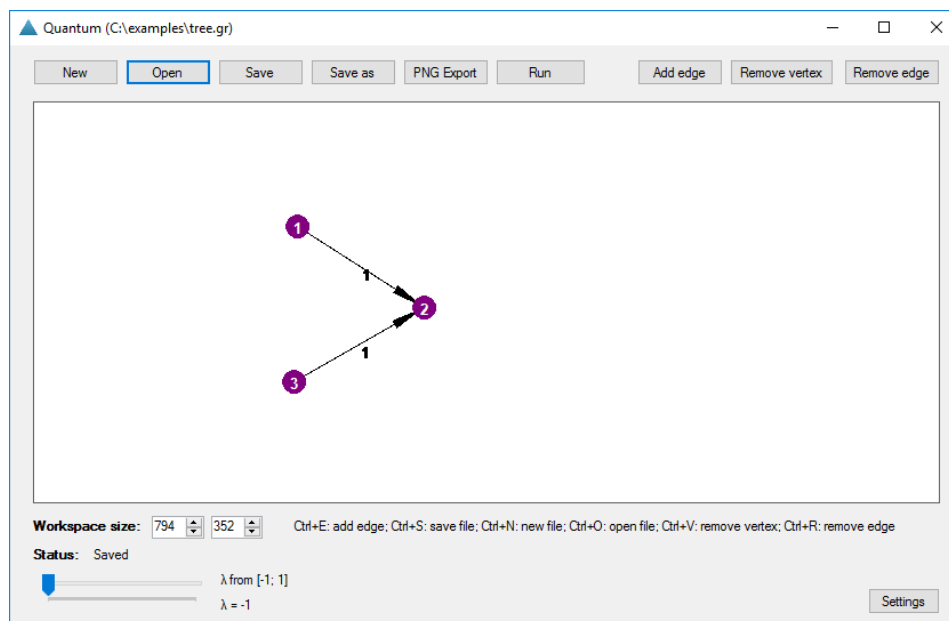 Quantum (C:\examples\tree.gr)
New Open Save Save as PNG Export Run Add edge Remove vertex Remove edge
1
1
2
1
3
Workspace size: 794 352 Ctrl+E: add edge; Ctrl+S: save file; Ctrl+N: new file; Ctrl+O: open file; Ctrl+V: remove vertex; Ctrl+R: remove edge
Status: Saved
λ from [-1; 1]
λ = -1
Settings